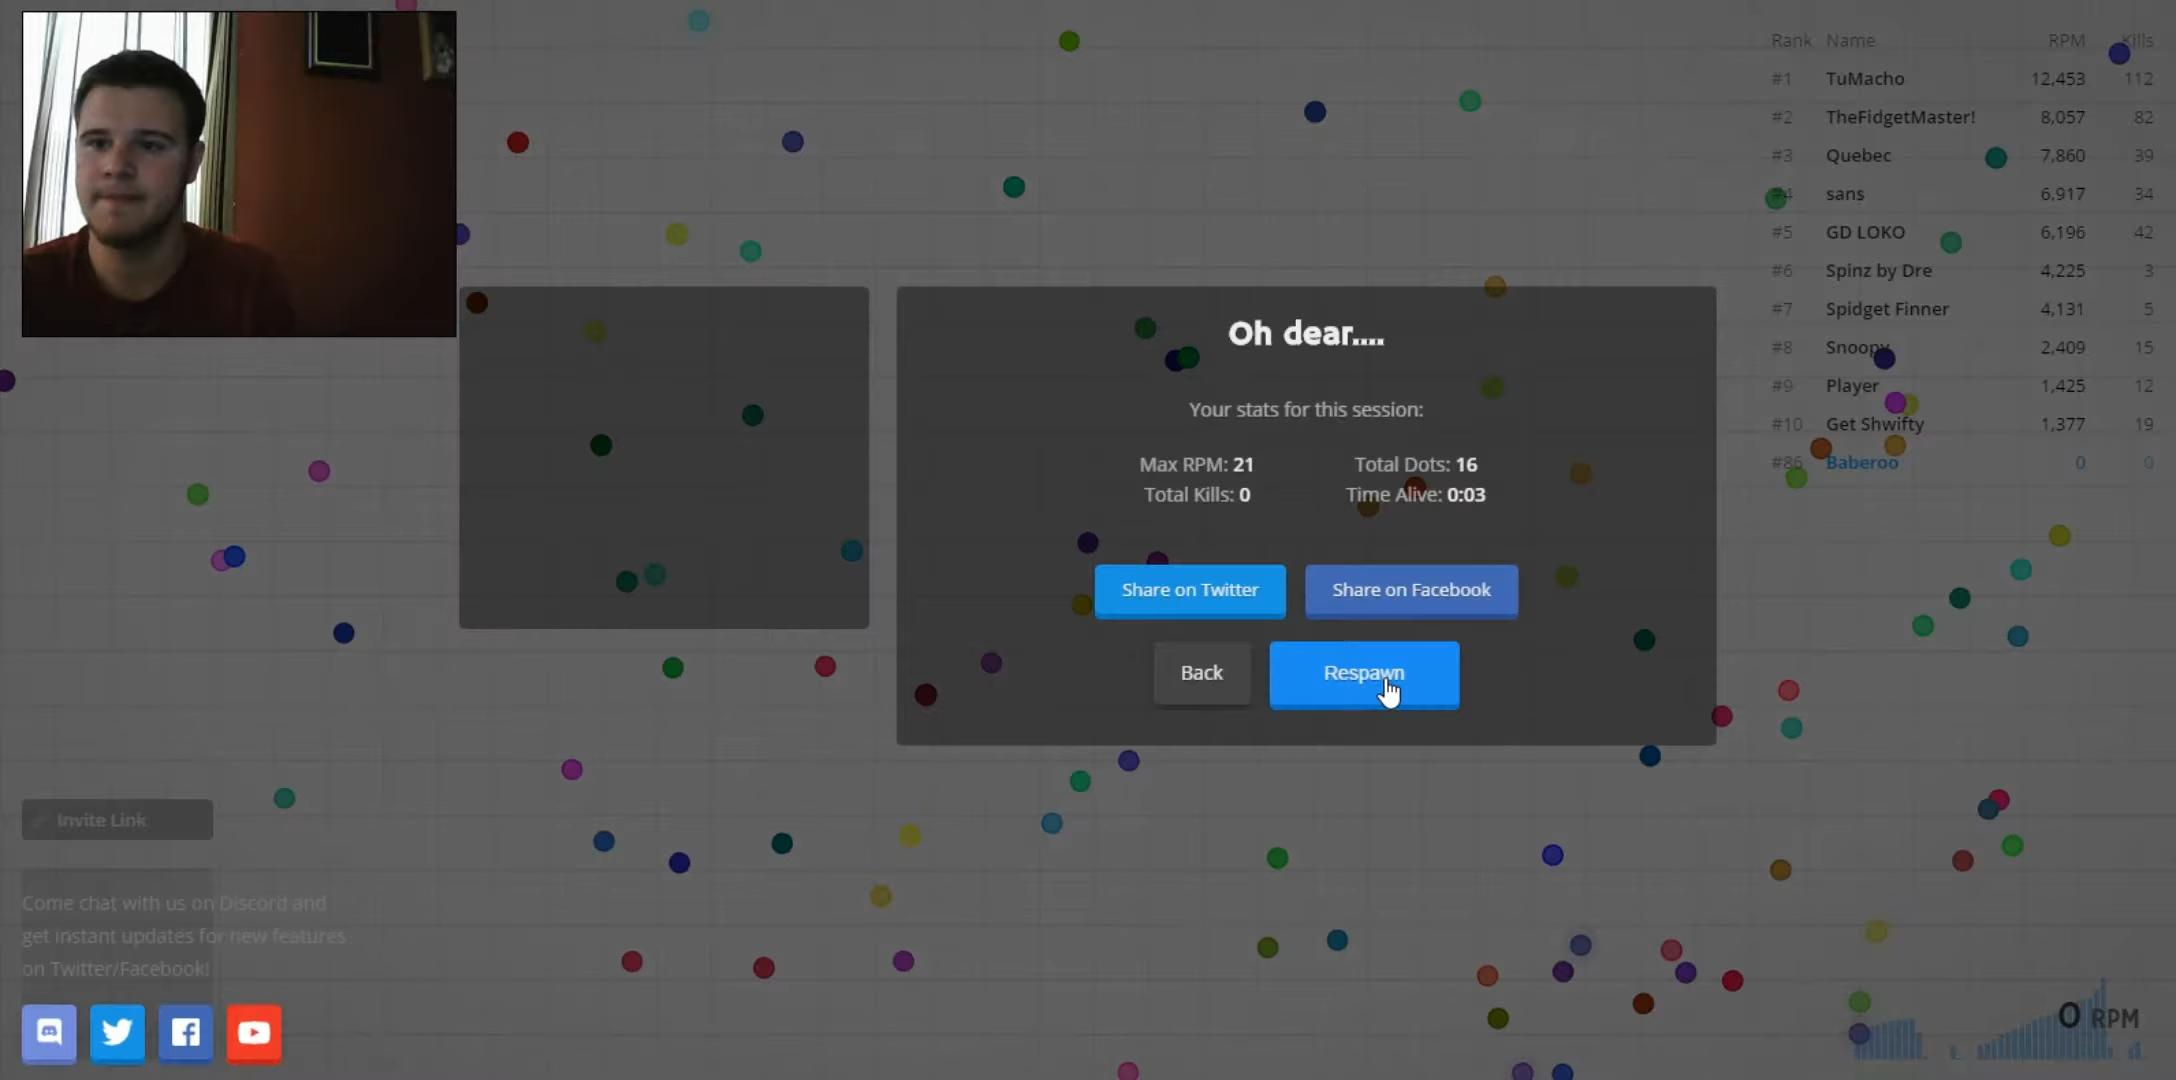 Rank Name RPM Kills
#1 TuMacho 12,453 112
#2 TheFidgetMaster! 8,057 82
#3 Quebec 7,860 39
#4 sans 6,917 34
#5 GD LOKO 6,196 42
#6 Spinz by Dre 4,225 3
#7 Spidget Finner 4,131 5
#8 Snoopy 2,409 15
#9 Player 1,425 12
#10 Get Shwifty 1,377 19
#86 Baberoo 0 0
Oh dear....
Your stats for this session:
Max RPM: 21 Total Dots: 16
Total Kills: 0 Time Alive: 0:03
Share on Twitter Share on Facebook
Back Respawn
Invite Link
Come chat with us on Discord and
get instant updates for new features
on Twitter/Facebook!
0 RPM